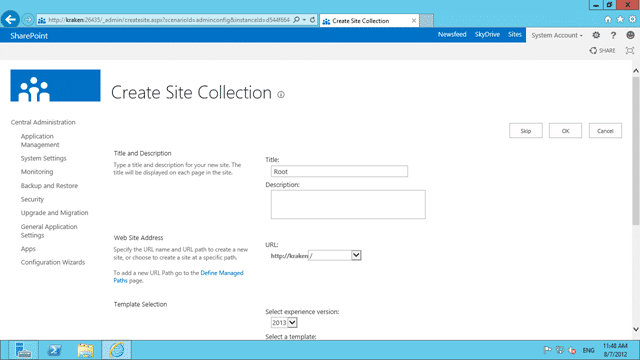 http://kraken:26435/_admin/createsite.aspx?scenarioId=adminconfig&instanceId=d544f664
Create Site Collection
SharePoint
Newsfeed SkyDrive Sites System Account
SHARE
Create Site Collection
Skip OK Cancel
Central Administration
Application Management
System Settings
Monitoring
Backup and Restore
Security
Upgrade and Migration
General Application Settings
Apps
Configuration Wizards
Title and Description
Type a title and description for your new site. The
title will be displayed on each page in the site.
Title:
Root
Description:
Web Site Address
Specify the URL name and URL path to create a new
site, or choose to create a site at a specific path.
To add a new URL Path go to the Define Managed
Paths page.
URL:
http://kraken /
Template Selection
Select experience version:
2013
Select a template:
ENG
11:48 AM
8/7/2012